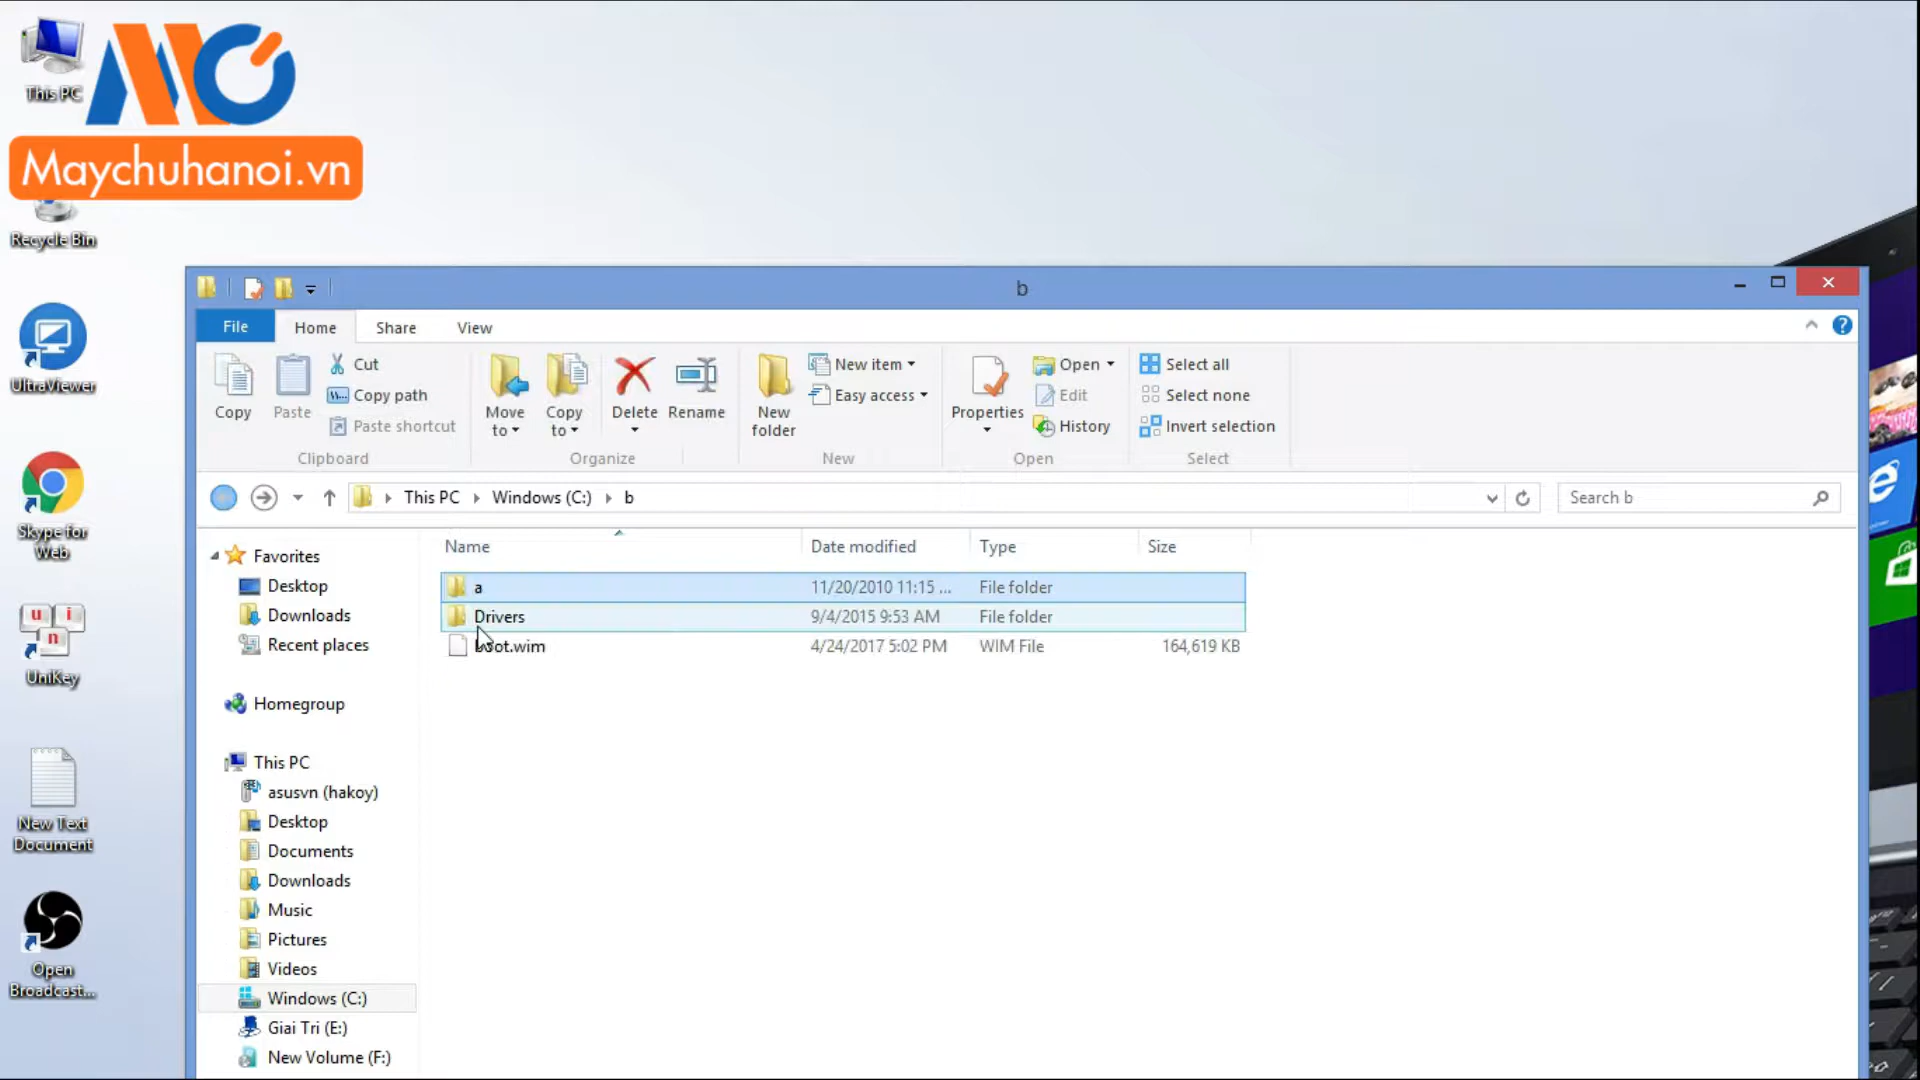 This PC
Maychuhanoi.vn
Recycle Bin
UltraViewer
Skype for
Web
UniKey
New Text
Document
Open
Broadcast...
b
File
Home
Share
View
Copy
Paste
Cut
Copy path
Paste shortcut
Clipboard
Move
to
Copy
to
Delete
Rename
Organize
New
folder
New item
Easy access
New
Properties
Open
Edit
History
Open
Select all
Select none
Invert selection
Select
This PC
Windows (C:)
b
Search b
Favorites
Desktop
Downloads
Recent places
Homegroup
This PC
asusvn (hakoy)
Desktop
Documents
Downloads
Music
Pictures
Videos
Windows (C:)
Giai Tri (E:)
New Volume (F:)
Name Date modified Type Size
a 11/20/2010 11:15 ... File folder
Drivers 9/4/2015 9:53 AM File folder
boot.wim 4/24/2017 5:02 PM WIM File 164,619 KB